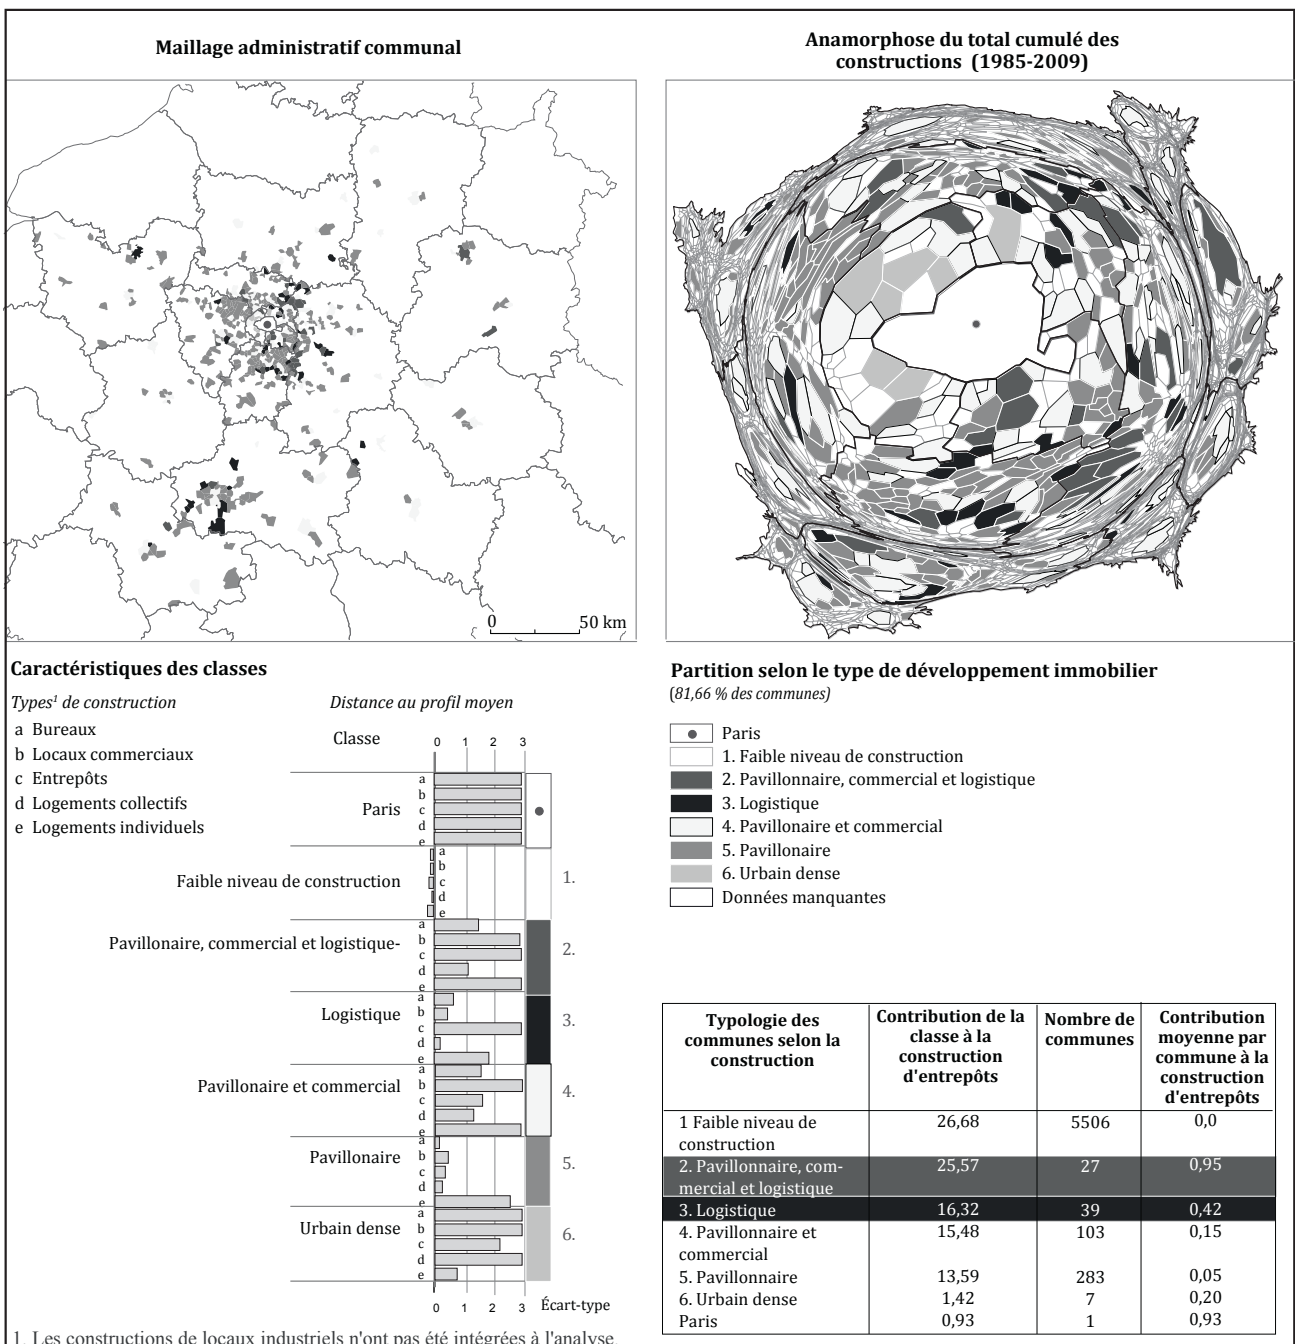 Maillage administratif communal
Anamorphose du total cumulé des
constructions (1985-2009)
0 50 km
Caractéristiques des classes
Types¹ de construction
a Bureaux
b Locaux commerciaux
c Entrepôts
d Logements collectifs
e Logements individuels
Distance au profil moyen
Classe
0 1 2 3
Paris
a
b
c
d
e
Faible niveau de construction
a
b
c
d
e
1.
Pavillonaire, commercial et logistique-
a
b
c
d
e
2.
Logistique
a
b
c
d
e
3.
Pavillonaire et commercial
a
b
c
d
e
4.
Pavillonaire
a
b
c
d
e
5.
Urbain dense
a
b
c
d
e
6.
0 1 2 3 Écart-type
1. Les constructions de locaux industriels n'ont pas été intégrées à l'analyse.
Partition selon le type de développement immobilier
(81,66 % des communes)
Paris
1. Faible niveau de construction
2. Pavillonnaire, commercial et logistique
3. Logistique
4. Pavillonaire et commercial
5. Pavillonaire
6. Urbain dense
Données manquantes
Typologie des
communes selon la
construction
Contribution de la
classe à la
construction
d'entrepôts
Nombre de
communes
Contribution
moyenne par
commune à la
construction
d'entrepôts
1 Faible niveau de
construction
26,68 5506 0,0
2. Pavillonnaire, com-
mercial et logistique
25,57 27 0,95
3. Logistique 16,32 39 0,42
4. Pavillonnaire et
commercial
15,48 103 0,15
5. Pavillonnaire 13,59 283 0,05
6. Urbain dense 1,42 7 0,20
Paris 0,93 1 0,93